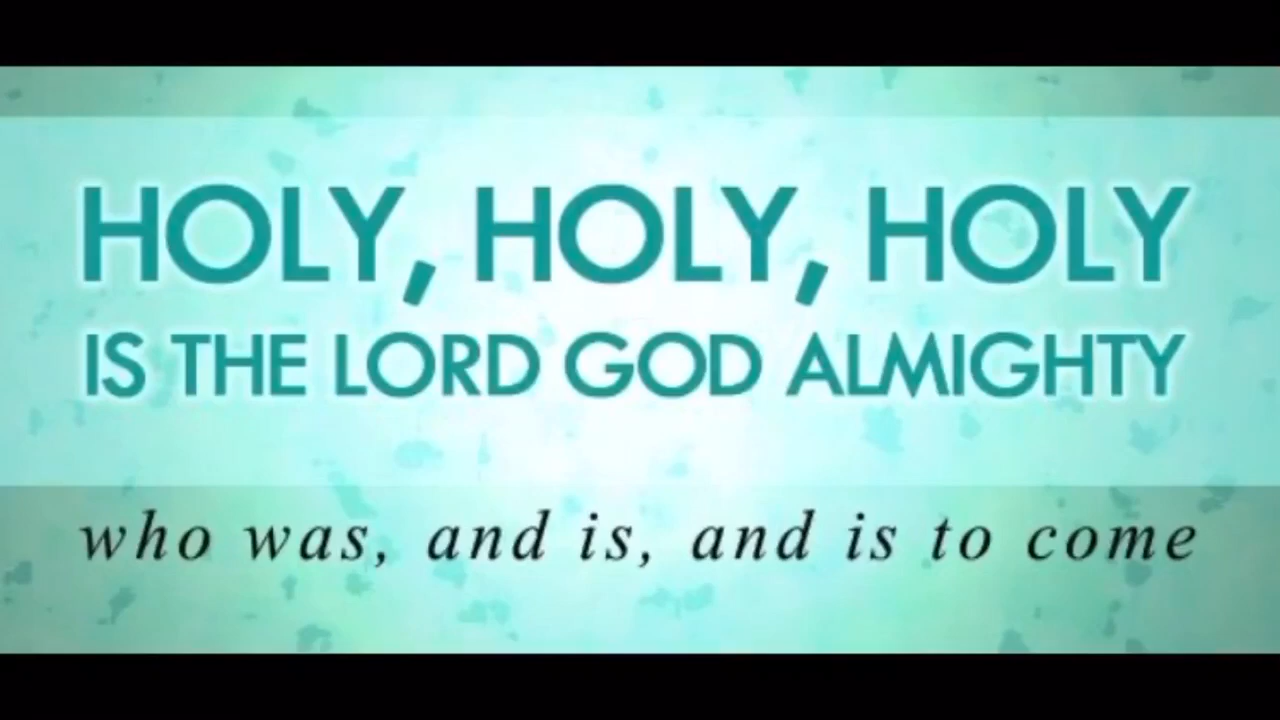 HOLY, HOLY, HOLY
IS THE LORD GOD ALMIGHTY
who was, and is, and is to come